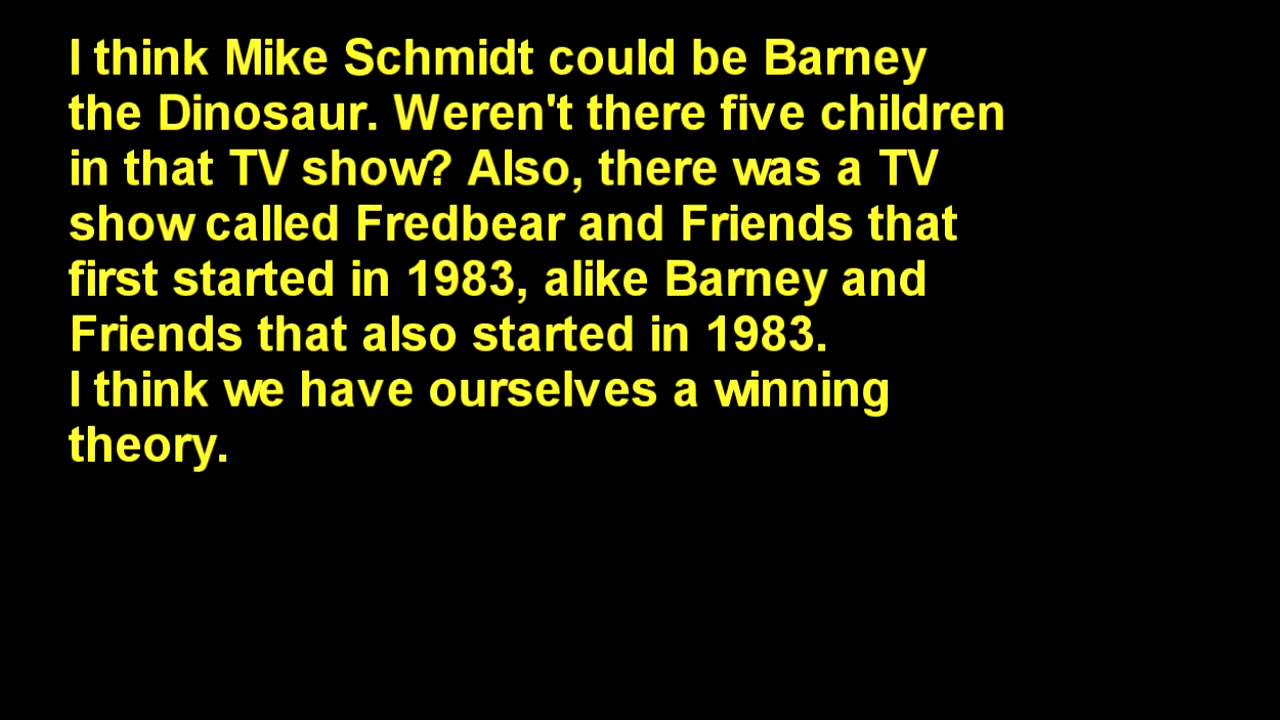 I think Mike Schmidt could be Barney
the Dinosaur. Weren't there five children
in that TV show? Also, there was a TV
show called Fredbear and Friends that
first started in 1983, alike Barney and
Friends that also started in 1983.
I think we have ourselves a winning
theory.